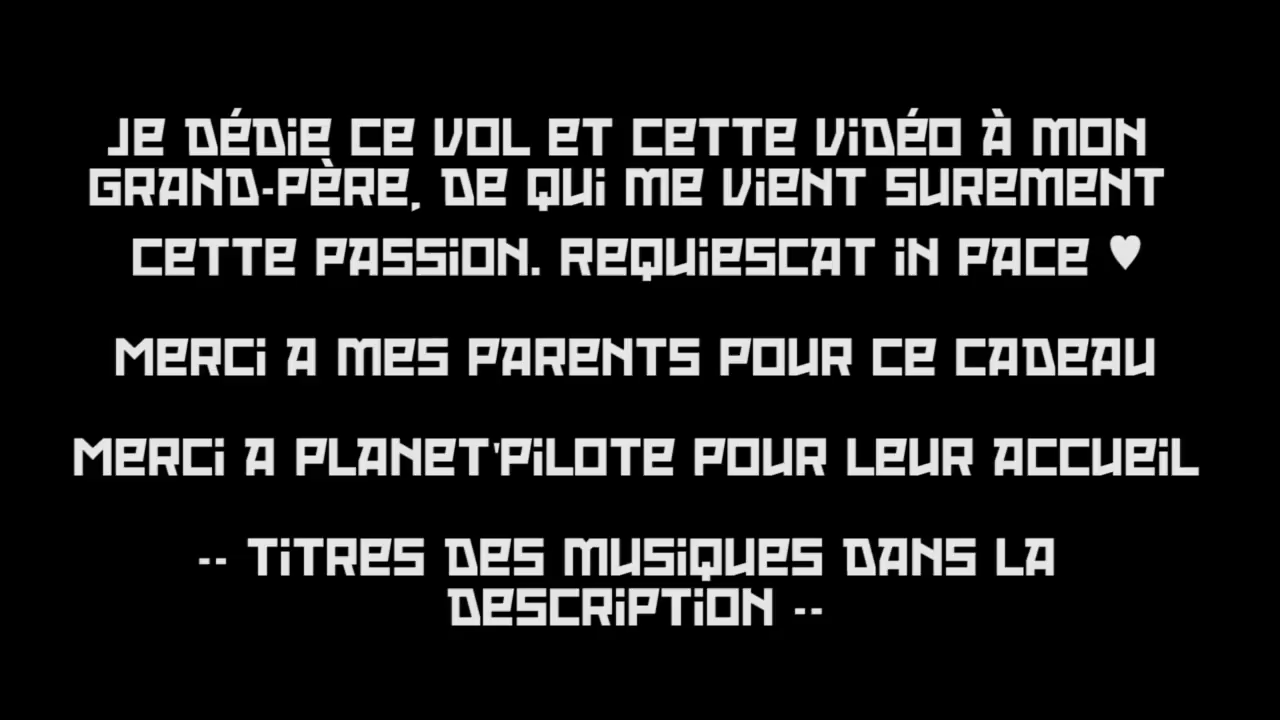 Je dédie ce vol et cette vidéo à mon
grand-père, de qui me vient surement
cette passion. Requiescat in pace ♥
Merci a mes parents pour ce cadeau
Merci a Planet'Pilote pour leur accueil
-- Titres des musiques dans la
description --